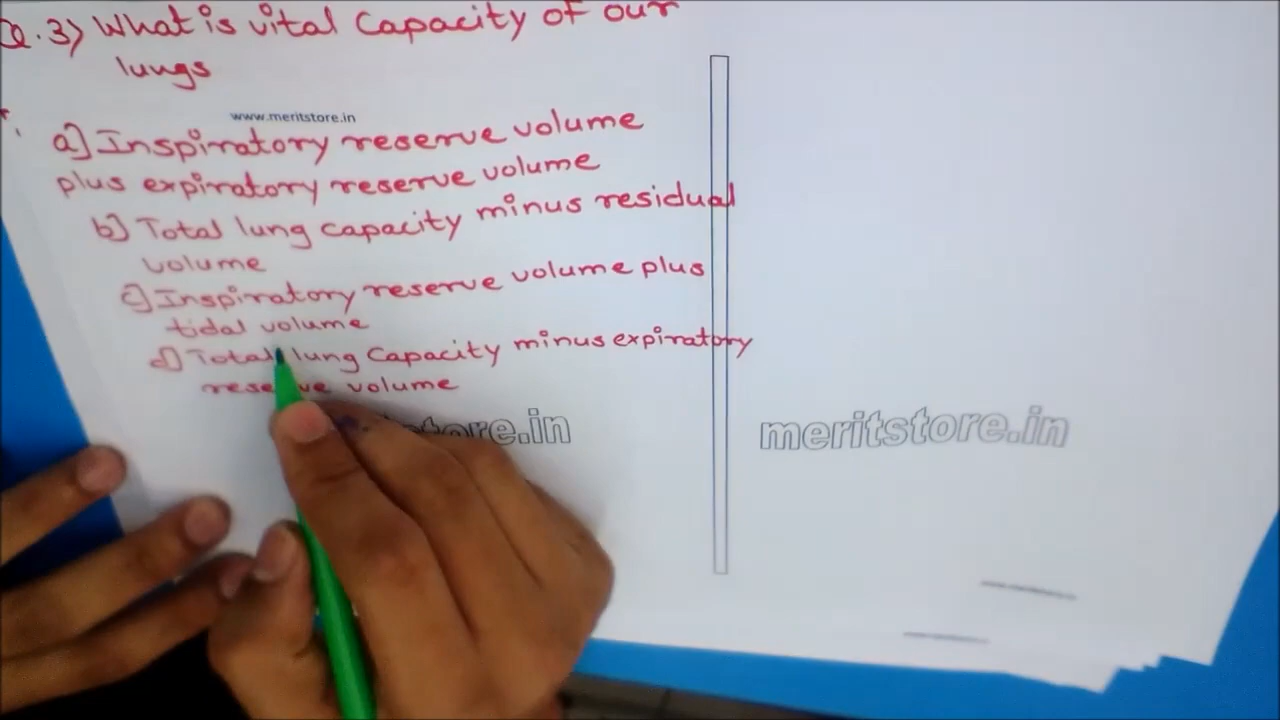 Q.3) What is vital Capacity of our
lungs
www.meritstore.in
a] Inspiratory reserve volume
plus expiratory reserve volume
b] Total lung capacity minus residual
volume
c] Inspiratory reserve volume plus
tidal volume
d] Total lung Capacity minus expiratory
volume
meritstore.in